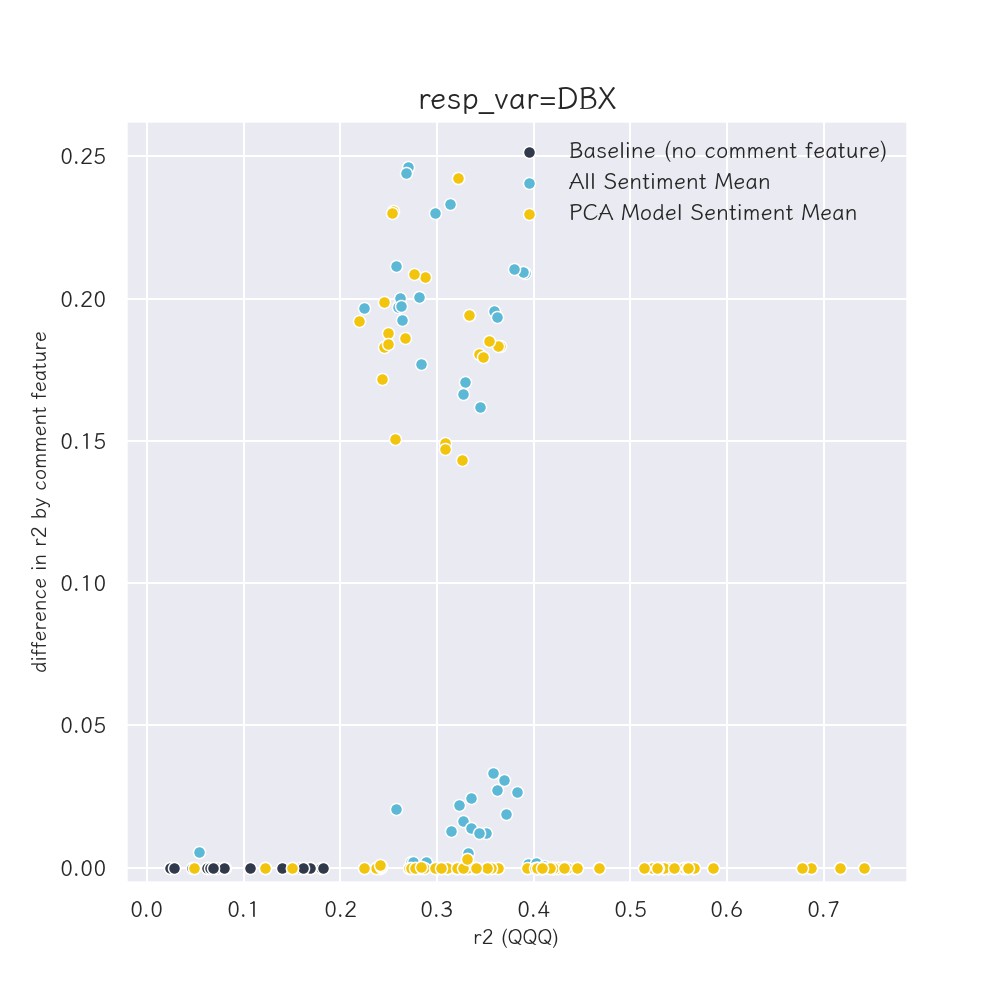 resp_var=DBX
Baseline (no comment feature)
All Sentiment Mean
PCA Model Sentiment Mean
difference in r2 by comment feature
0.25
0.20
0.15
0.10
0.05
0.00
0.0 0.1 0.2 0.3 0.4 0.5 0.6 0.7
r2 (QQQ)